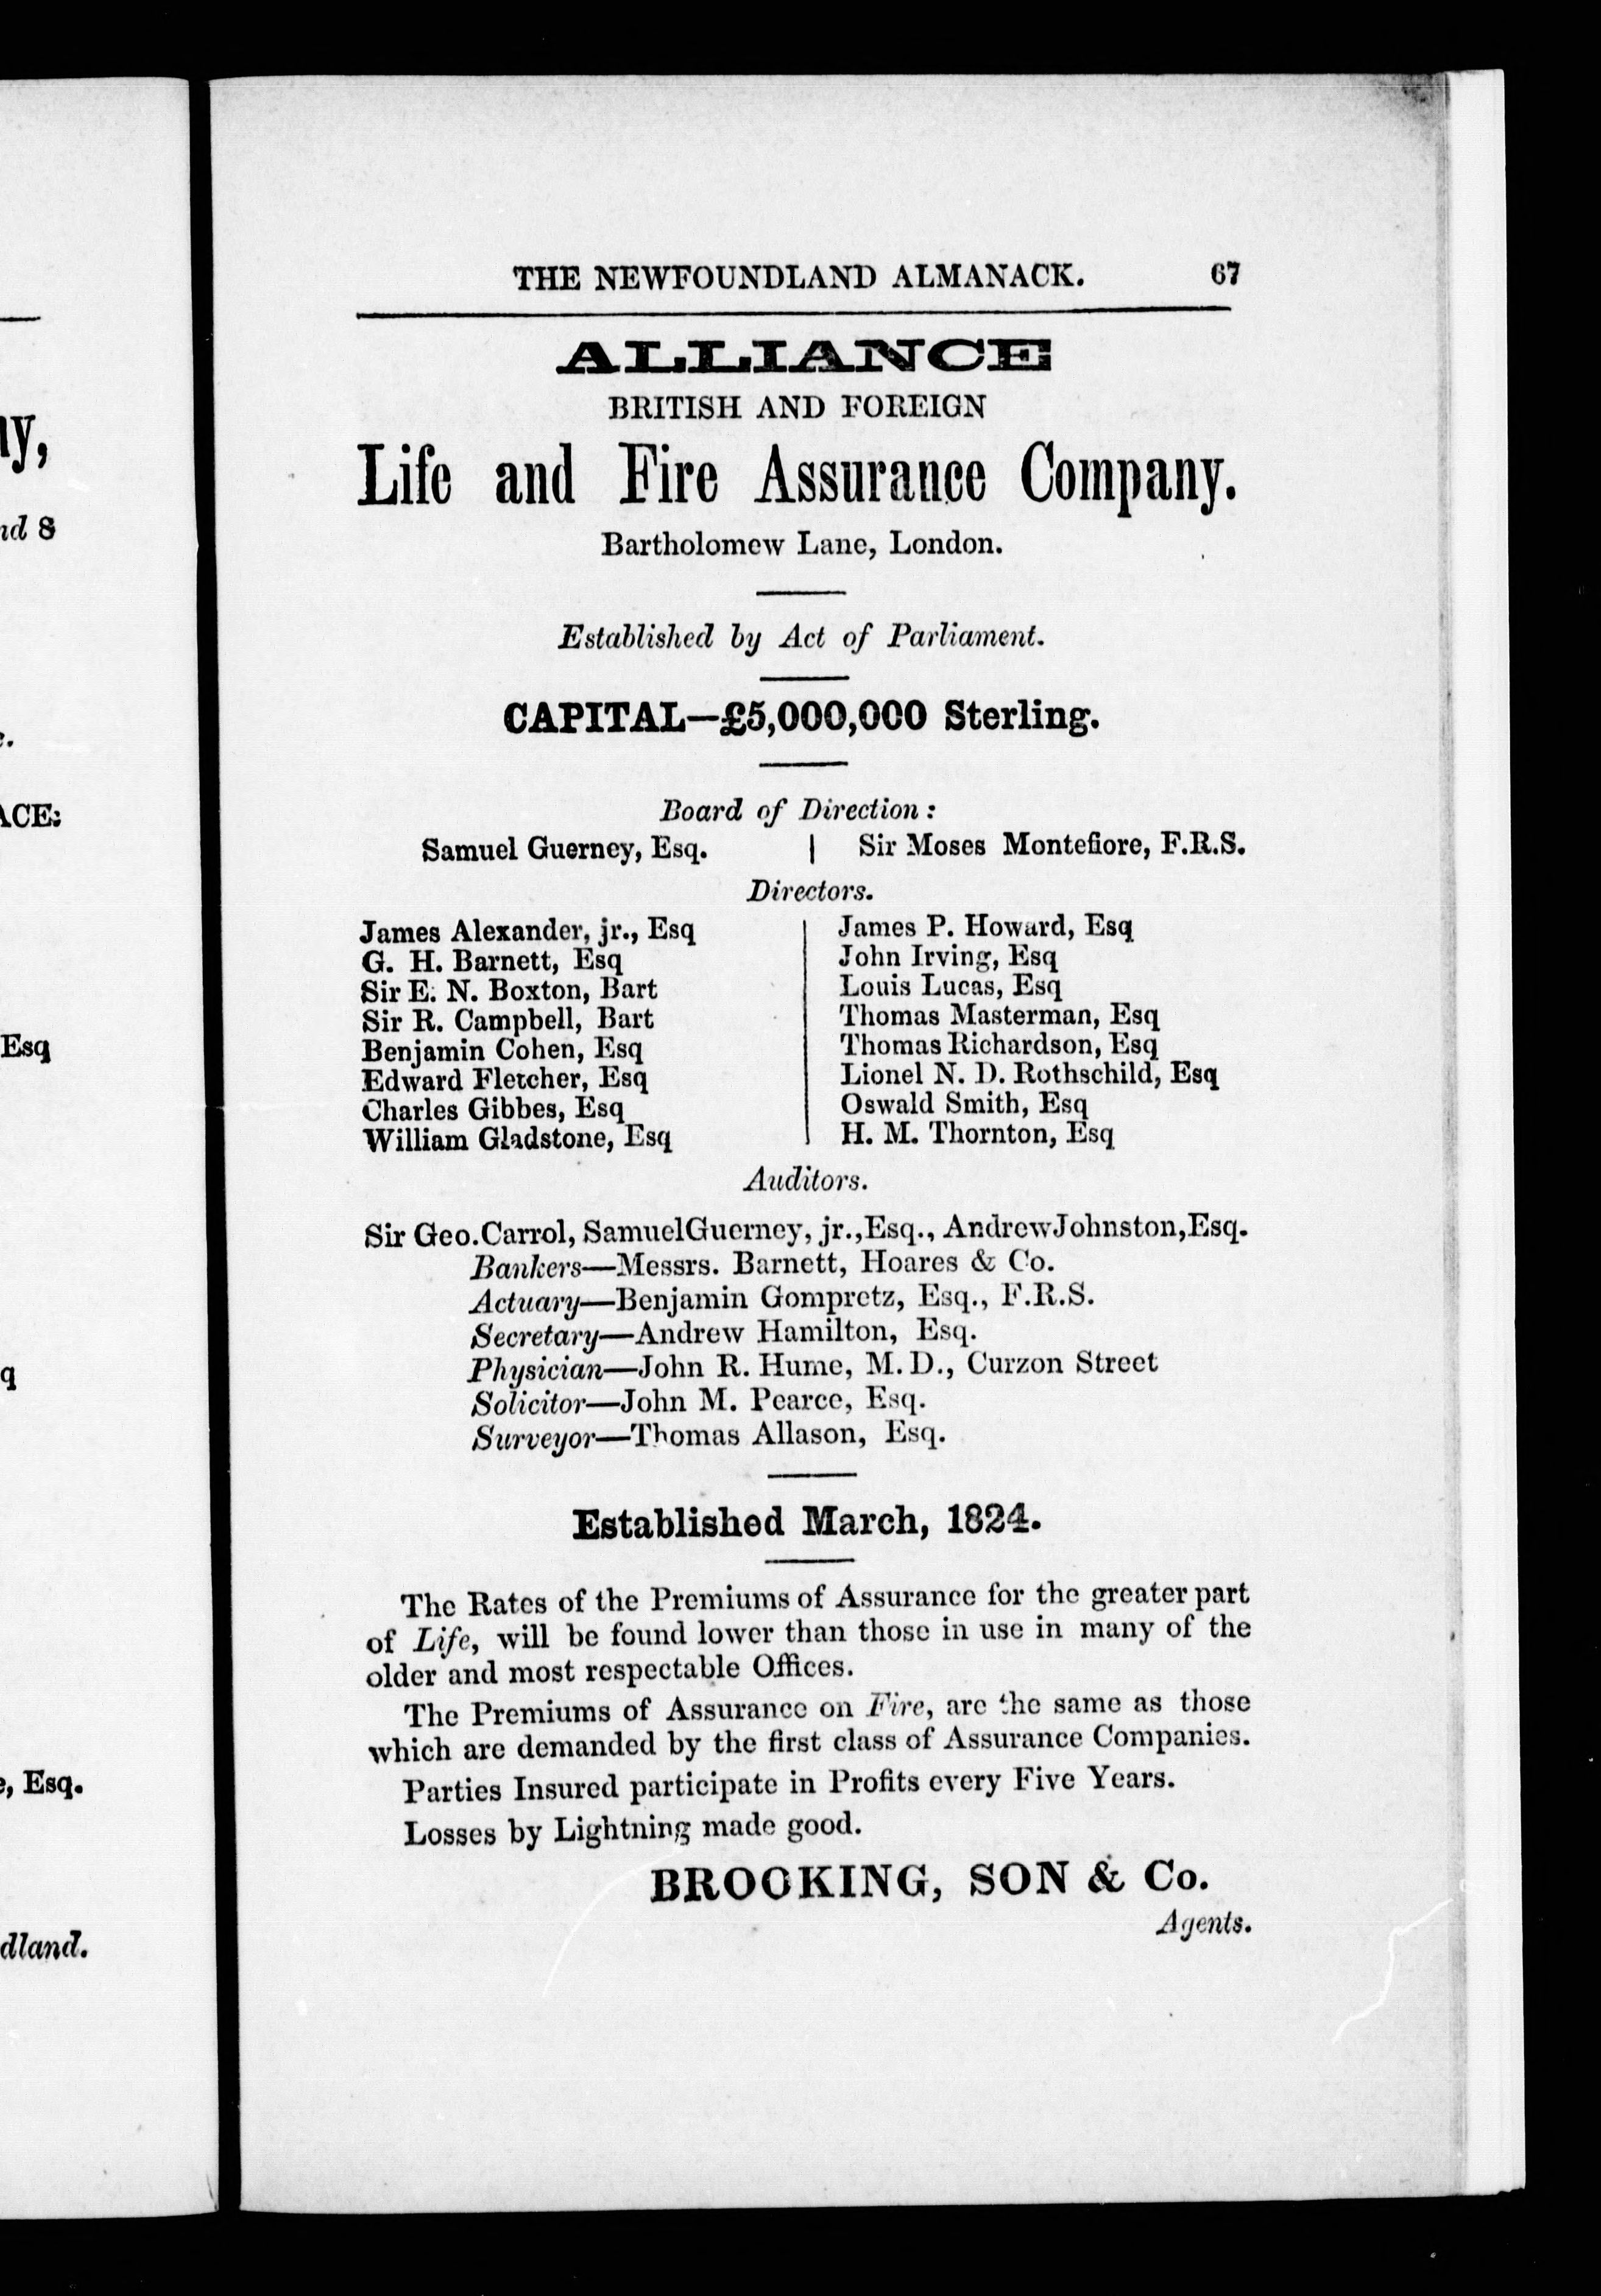 THE NEWFOUNDLAND ALMANACK. 67
ALLIANCE
BRITISH AND FOREIGN
Life and Fire Assurance Company.
Bartholomew Lane, London.
Established by Act of Parliament.
CAPITAL—£5,000,000 Sterling.
Board of Direction:
Samuel Guerney, Esq. | Sir Moses Montefiore, F.R.S.
Directors.
James Alexander, jr., Esq
G. H. Barnett, Esq
Sir E. N. Boxton, Bart
Sir R. Campbell, Bart
Benjamin Cohen, Esq
Edward Fletcher, Esq
Charles Gibbes, Esq
William Gladstone, Esq
James P. Howard, Esq
John Irving, Esq
Louis Lucas, Esq
Thomas Masterman, Esq
Thomas Richardson, Esq
Lionel N. D. Rothschild, Esq
Oswald Smith, Esq
H. M. Thornton, Esq
Auditors.
Sir Geo. Carrol, Samuel Guerney, jr., Esq., Andrew Johnston, Esq.
Bankers—Messrs. Barnett, Hoares & Co.
Actuary—Benjamin Gompretz, Esq., F.R.S.
Secretary—Andrew Hamilton, Esq.
Physician—John R. Hume, M.D., Curzon Street
Solicitor—John M. Pearce, Esq.
Surveyor—Thomas Allason, Esq.
Established March, 1824.
The Rates of the Premiums of Assurance for the greater part
of Life, will be found lower than those in use in many of the
older and most respectable Offices.
The Premiums of Assurance on Fire, are the same as those
which are demanded by the first class of Assurance Companies.
Parties Insured participate in Profits every Five Years.
Losses by Lightning made good.
BROOKING, SON & Co.
Agents.